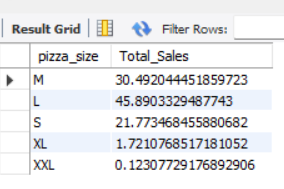 Result Grid Filter Rows:
pizza_size Total_Sales
M 30.492044451859723
L 45.8903329487743
S 21.773468455880682
XL 1.7210768517181052
XXL 0.12307729176892906